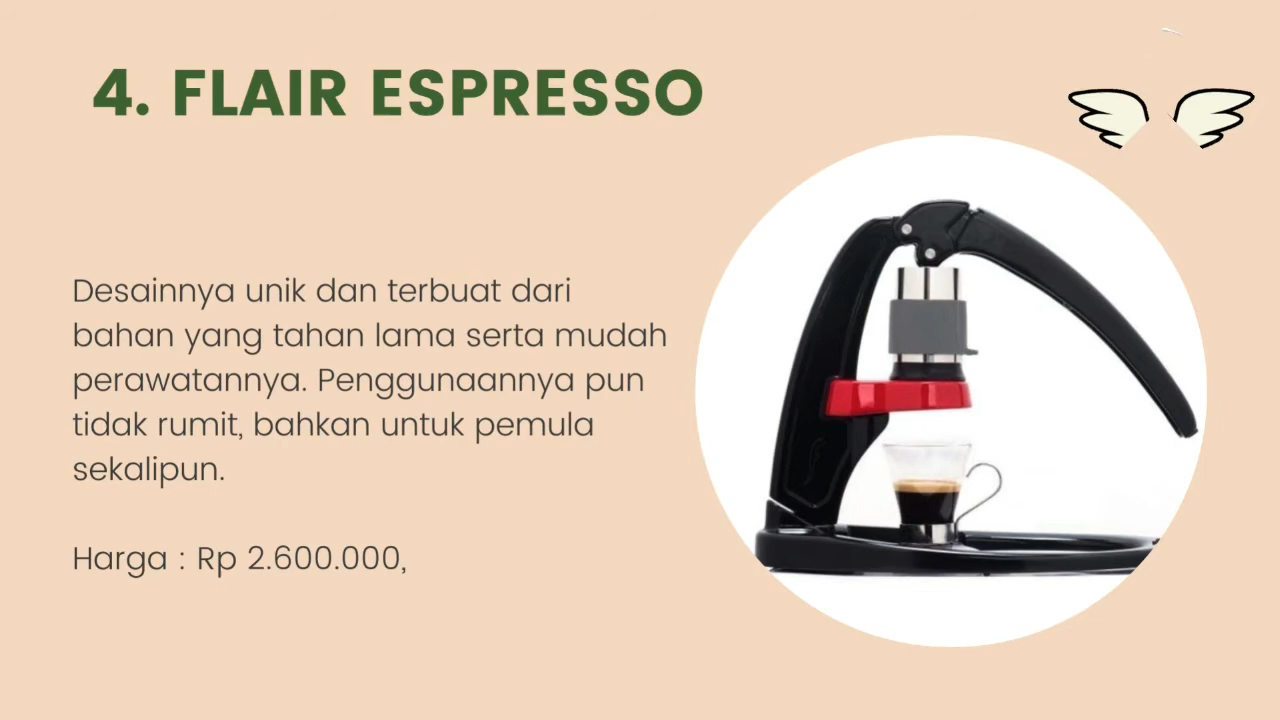 4. FLAIR ESPRESSO
Desainnya unik dan terbuat dari
bahan yang tahan lama serta mudah
perawatannya. Penggunaannya pun
tidak rumit, bahkan untuk pemula
sekalipun.
Harga : Rp 2.600.000,